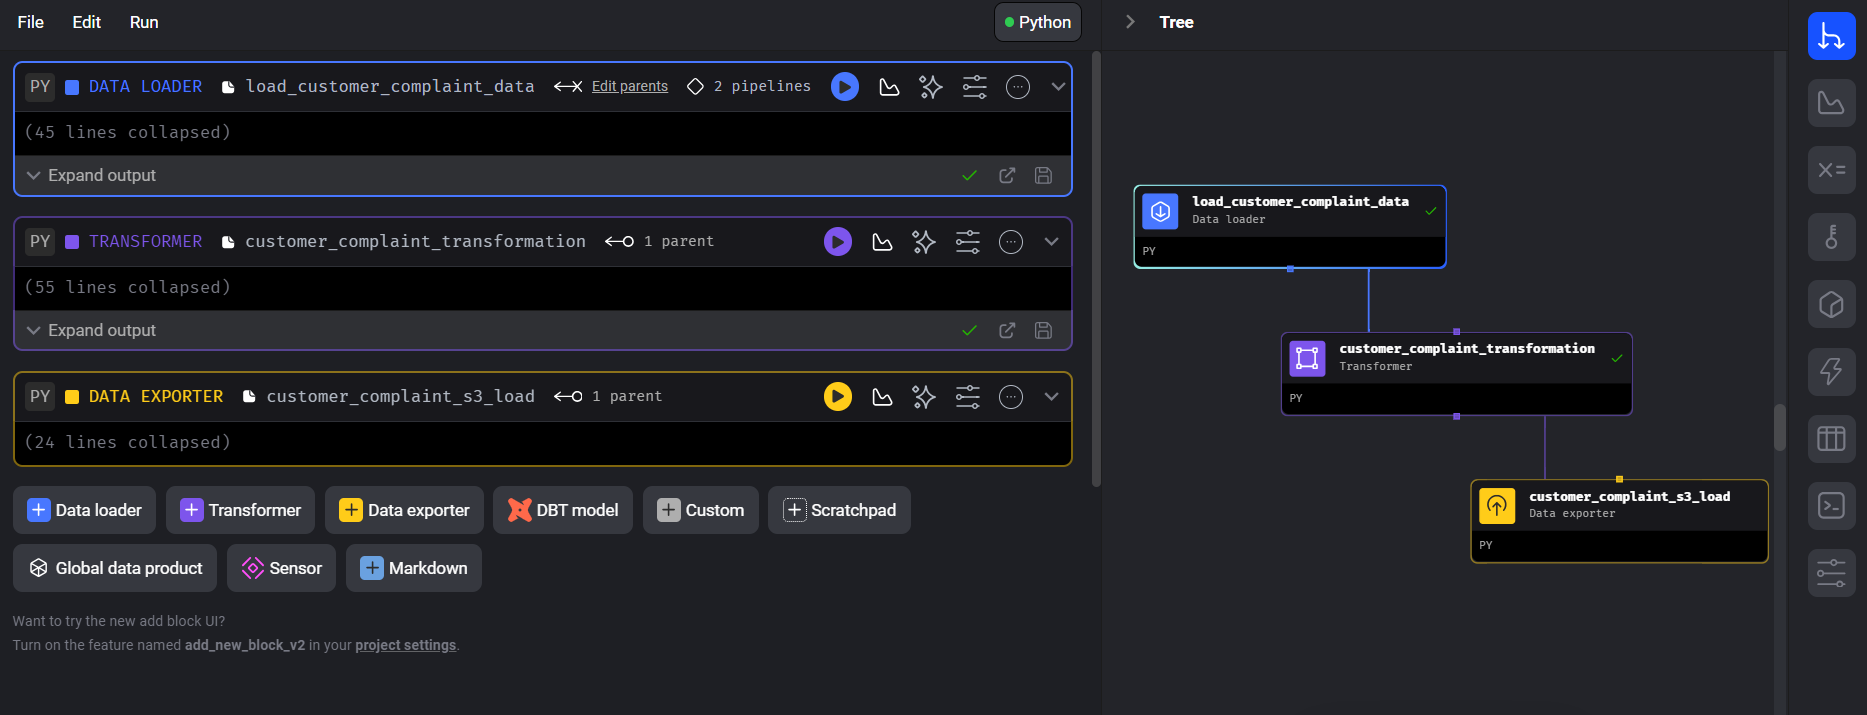 File Edit Run Python
PY DATA LOADER load_customer_complaint_data Edit parents 2 pipelines
(45 lines collapsed)
Expand output
PY TRANSFORMER customer_complaint_transformation 1 parent
(55 lines collapsed)
Expand output
PY DATA EXPORTER customer_complaint_s3_load 1 parent
(24 lines collapsed)
Data loader Transformer Data exporter DBT model Custom Scratchpad
Global data product Sensor Markdown
Want to try the new add block UI?
Turn on the feature named add_new_block_v2 in your project settings.
Tree
load_customer_complaint_data
Data loader
PY
customer_complaint_transformation
Transformer
PY
customer_complaint_s3_load
Data exporter
PY